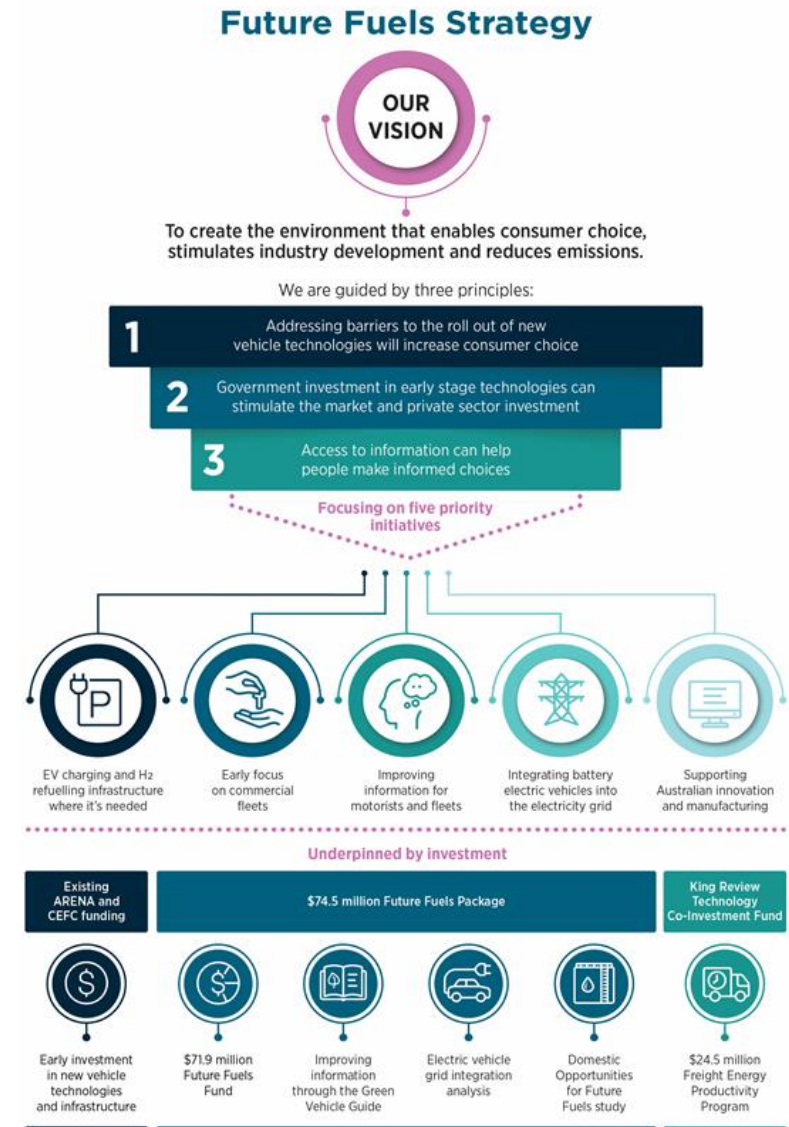 Future Fuels Strategy
OUR
VISION
To create the environment that enables consumer choice,
stimulates industry development and reduces emissions.
We are guided by three principles:
1
Addressing barriers to the roll out of new
vehicle technologies will increase consumer choice
2
Government investment in early stage technologies can
stimulate the market and private sector investment
3
Access to information can help
people make informed choices
Focusing on five priority
initiatives
P
EV charging and H2
refuelling infrastructure
where it's needed
Early focus
on commercial
fleets
Improving
information for
motorists and fleets
Integrating battery
electric vehicles into
the electricity grid
Supporting
Australian innovation
and manufacturing
Underpinned by investment
Existing
ARENA and
CEFC funding
$74.5 million Future Fuels Package
King Review
Technology
Co-Investment Fund
$
$
Early investment
in new vehicle
technologies
and infrastructure
$71.9 million
Future Fuels
Fund
Improving
information
through the Green
Vehicle Guide
Electric vehicle
grid integration
analysis
Domestic
Opportunities
for Future
Fuels study
$24.5 million
Freight Energy
Productivity
Program